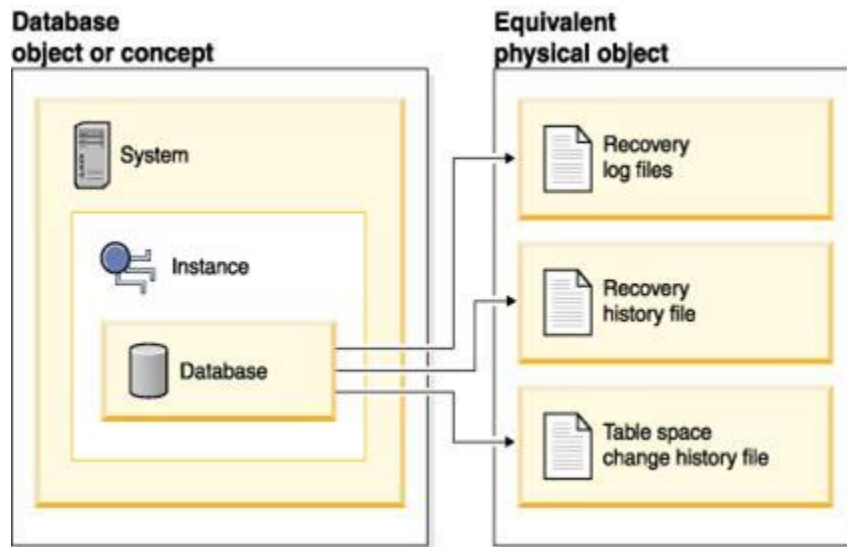 Database
object or concept
System
Instance
Database
Equivalent
physical object
Recovery
log files
Recovery
history file
Table space
change history file